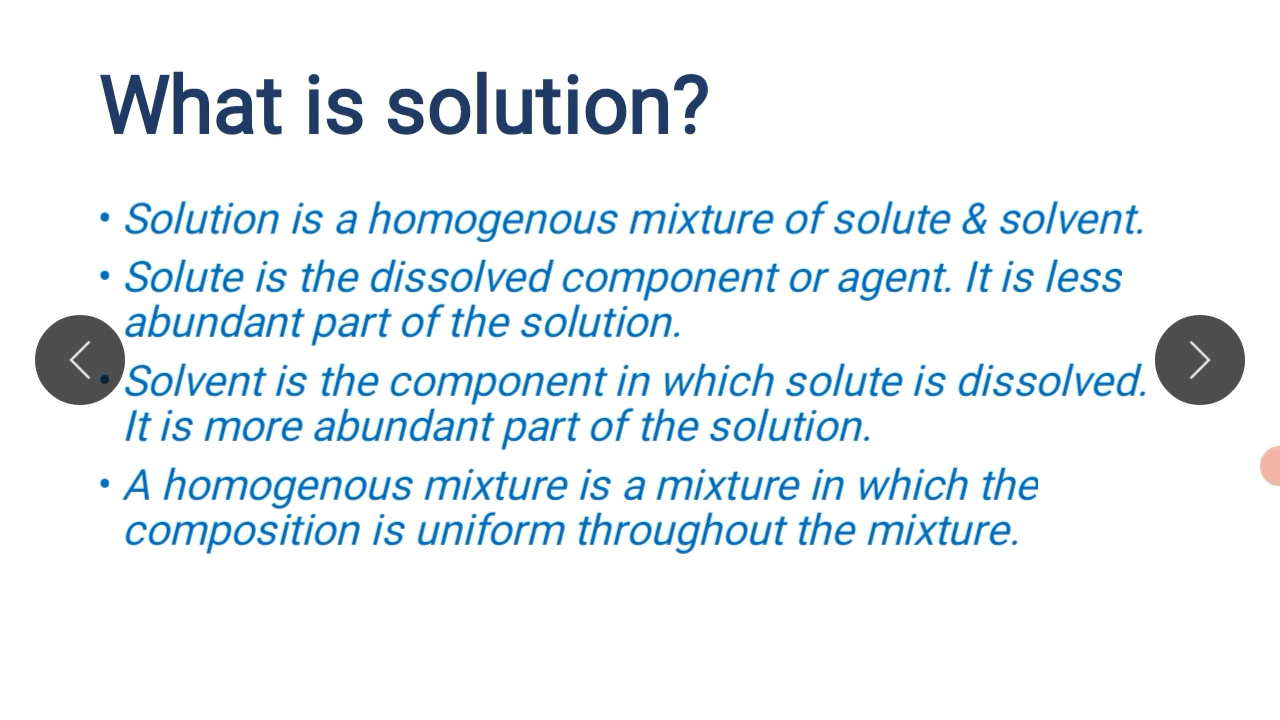 What is solution?
• Solution is a homogenous mixture of solute & solvent.
• Solute is the dissolved component or agent. It is less
abundant part of the solution.
• Solvent is the component in which solute is dissolved.
It is more abundant part of the solution.
• A homogenous mixture is a mixture in which the
composition is uniform throughout the mixture.